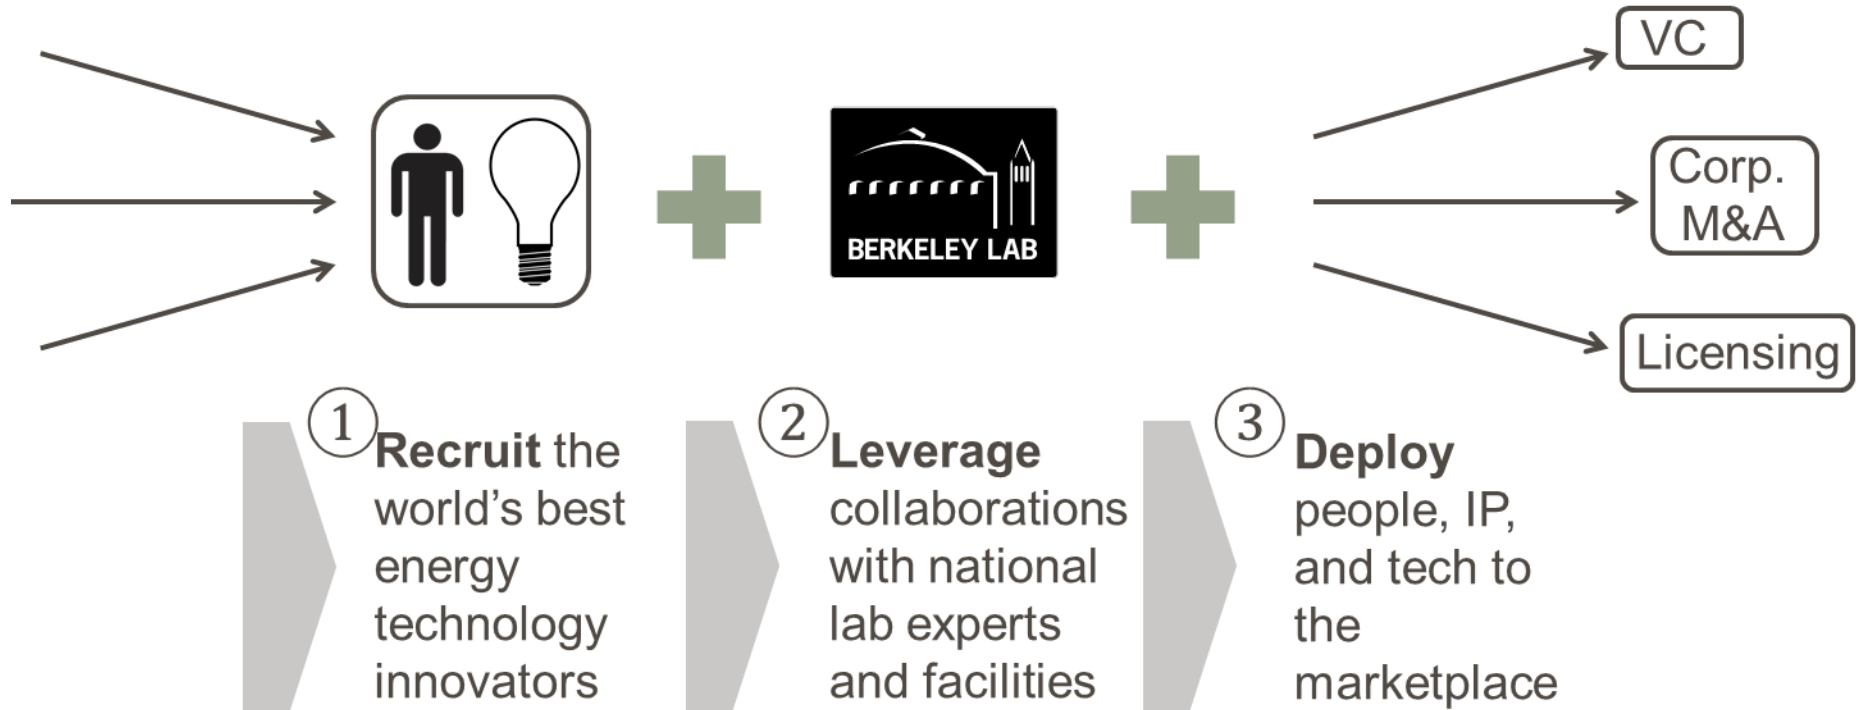 VC
Corp.
M&A
Licensing
BERKELEY LAB
1
Recruit the
world’s best
energy
technology
innovators
2
Leverage
collaborations
with national
lab experts
and facilities
3
Deploy
people, IP,
and tech to
the
marketplace